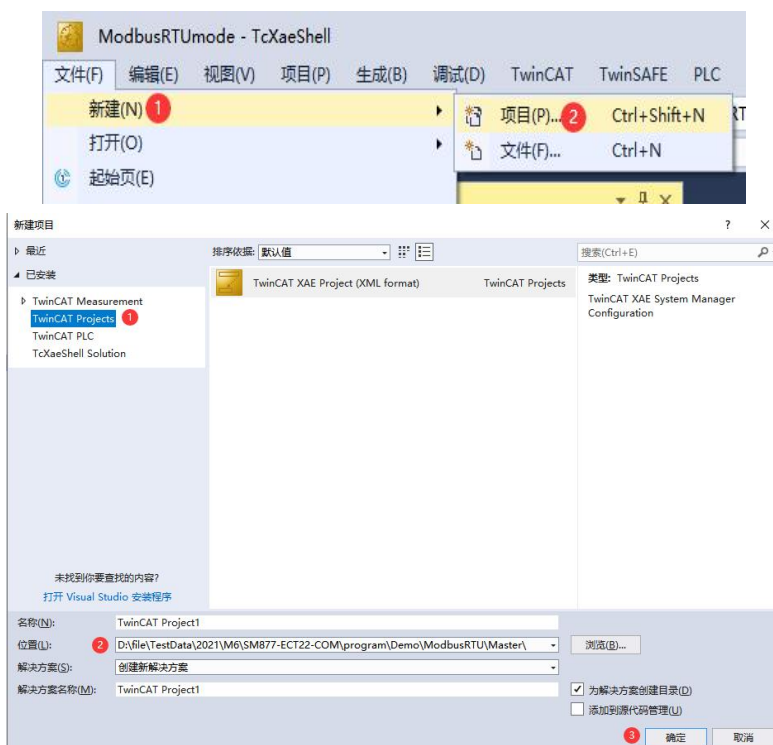 ModbusRTUmode - TcXaeShell
文件(F) 编辑(E) 视图(V) 项目(P) 生成(B) 调试(D) TwinCAT TwinSAFE PLC
新建(N) 1
项目(P)... 2 Ctrl+Shift+N
打开(O)
文件(F)... Ctrl+N
起始页(E)
新建项目 ? ×
最近
排序依据: 默认值
搜索(Ctrl+E)
已安装
TwinCAT Measurement
TwinCAT Projects 1
TwinCAT PLC
TcXaeShell Solution
TwinCAT XAE Project (XML format) TwinCAT Projects
类型: TwinCAT Projects
TwinCAT XAE System Manager
Configuration
未找到你要查找的内容?
打开 Visual Studio 安装程序
名称(N): TwinCAT Project1
位置(L): 2 D:\file\TestData\2021\M6\SM877-ECT22-COM\program\Demo\ModbusRTU\Master\ 浏览(B)...
解决方案(S): 创建新解决方案
解决方案名称(M): TwinCAT Project1
为解决方案创建目录(D)
添加到源代码管理(U)
3 确定 取消